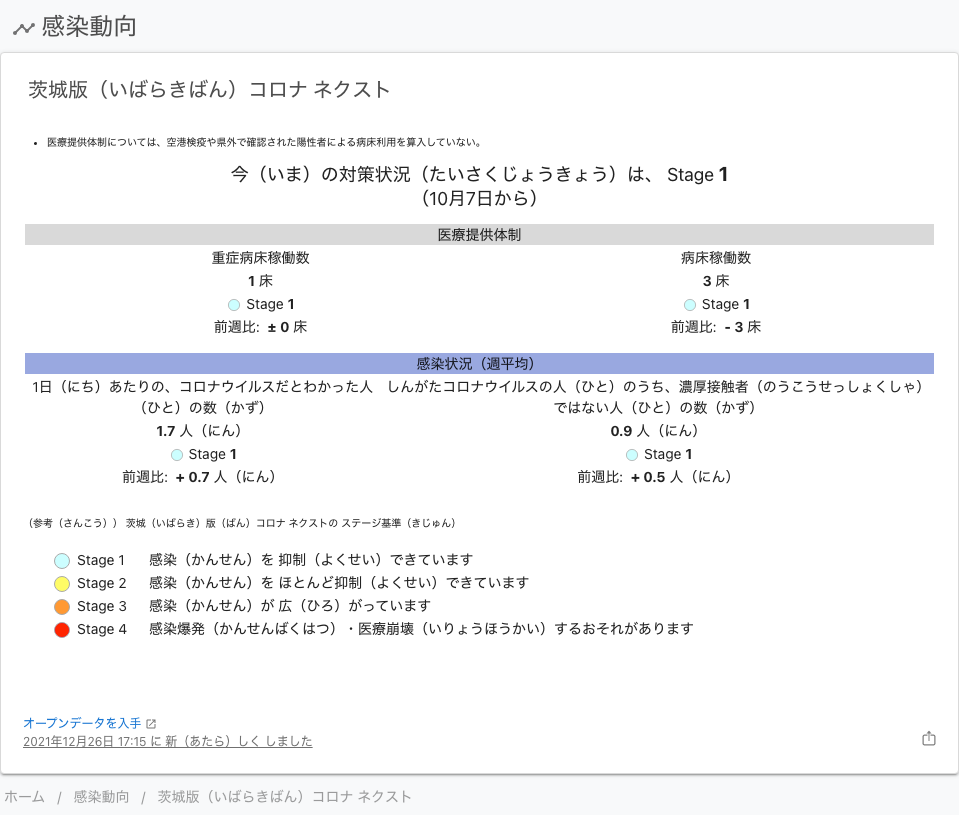 感染動向
茨城版（いばらきばん）コロナ ネクスト
・ 医療提供体制については、空港検疫や県外で確認された陽性者による病床利用を算入していない。
今（いま）の対策状況（たいさくじょうきょう）は、 Stage 1
（10月7日から）
医療提供体制
重症病床稼働数 病床稼働数
1 床 3 床
Stage 1 Stage 1
前週比: ± 0 床 前週比: - 3 床
感染状況（週平均）
1日（にち）あたりの、コロナウイルスだとわかった人 しんがたコロナウイルスの人（ひと）のうち、濃厚接触者（のうこうせっしょくしゃ）
（ひと）の数（かず） ではない人（ひと）の数（かず）
1.7 人（にん） 0.9 人（にん）
Stage 1 Stage 1
前週比: + 0.7 人（にん） 前週比: + 0.5 人（にん）
（参考（さんこう）） 茨城（いばらき）版（ばん）コロナ ネクストの ステージ基準（きじゅん）
Stage 1 感染（かんせん）を 抑制（よくせい）できています
Stage 2 感染（かんせん）を ほとんど抑制（よくせい）できています
Stage 3 感染（かんせん）が 広（ひろ）がっています
Stage 4 感染爆発（かんせんばくはつ）・医療崩壊（いりょうほうかい）するおそれがあります
オープンデータを入手
2021年12月26日 17:15 に 新（あたら）しく しました
ホーム / 感染動向 / 茨城版（いばらきばん）コロナ ネクスト